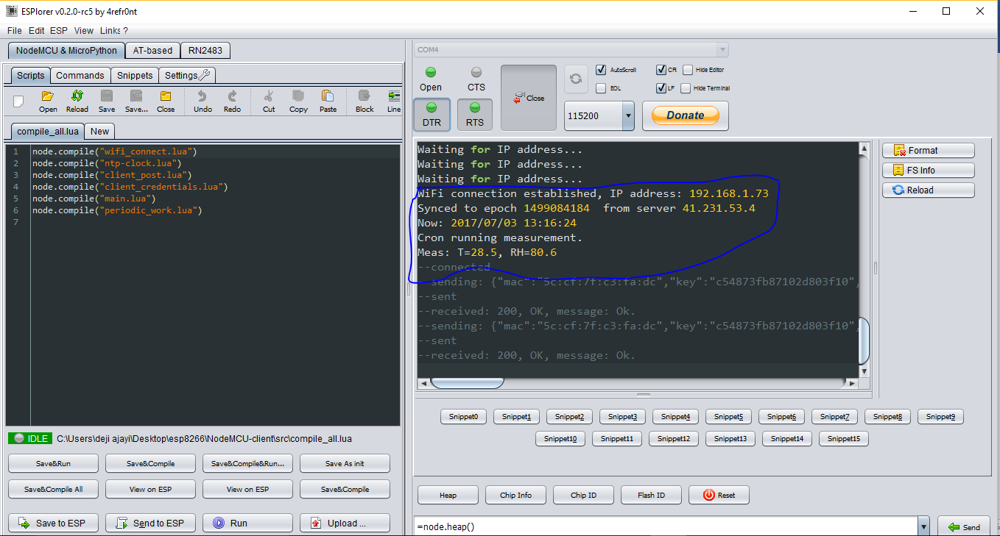 ESPlorer v0.2.0-rc5 by 4refr0nt
File Edit ESP View Links ?
NodeMCU & MicroPython AT-based RN2483
Scripts Commands Snippets Settings
Open Reload Save Save... Close Undo Redo Cut Copy Paste Block Line
compile_all.lua New
1 node.compile("wifi_connect.lua")
2 node.compile("ntp-clock.lua")
3 node.compile("client_post.lua")
4 node.compile("client_credentials.lua")
5 node.compile("main.lua")
6 node.compile("periodic_work.lua")
7
IDLE C:\Users\deji ajayi\Desktop\esp8266\NodeMCU-client\src\compile_all.lua
Save&Run Save&Compile Save&Compile&Run... Save As init
Save&Compile All View on ESP View on ESP Save&Compile
Save to ESP Send to ESP Run Upload ...
COM4
Open CTS Close AutoScroll CR Hide Editor
EOL LF Hide Terminal
DTR RTS 115200 Donate
Waiting for IP address...
Waiting for IP address...
Waiting for IP address...
WiFi connection established, IP address: 192.168.1.73
Synced to epoch 1499084184  from server 41.231.53.4
Now: 2017/07/03 13:16:24
Cron running measurement.
Meas: T=28.5, RH=80.6
--connected
--sending: {"mac":"5c:cf:7f:c3:fa:dc","key":"c54873fb87102d803f10",
--sent
--received: 200, OK, message: Ok.
--sending: {"mac":"5c:cf:7f:c3:fa:dc","key":"c54873fb87102d803f10",
--sent
--received: 200, OK, message: Ok.
Format
FS Info
Reload
Snippet0 Snippet1 Snippet2 Snippet3 Snippet4 Snippet5 Snippet6 Snippet7 Snippet8 Snippet9
Snippet10 Snippet11 Snippet12 Snippet13 Snippet14 Snippet15
Heap Chip Info Chip ID Flash ID Reset
=node.heap() Send